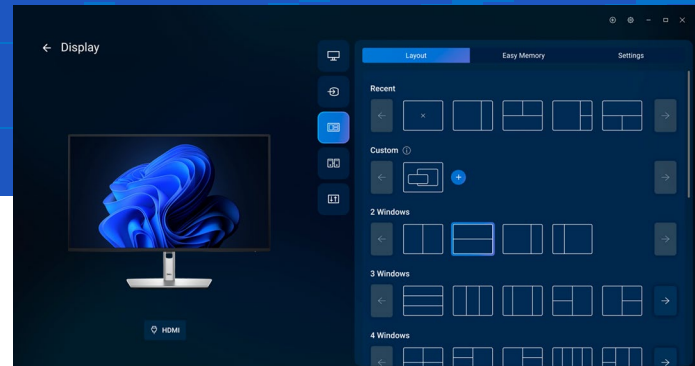 Display
Layout Easy Memory Settings
Recent
Custom
2 Windows
3 Windows
4 Windows
HDMI